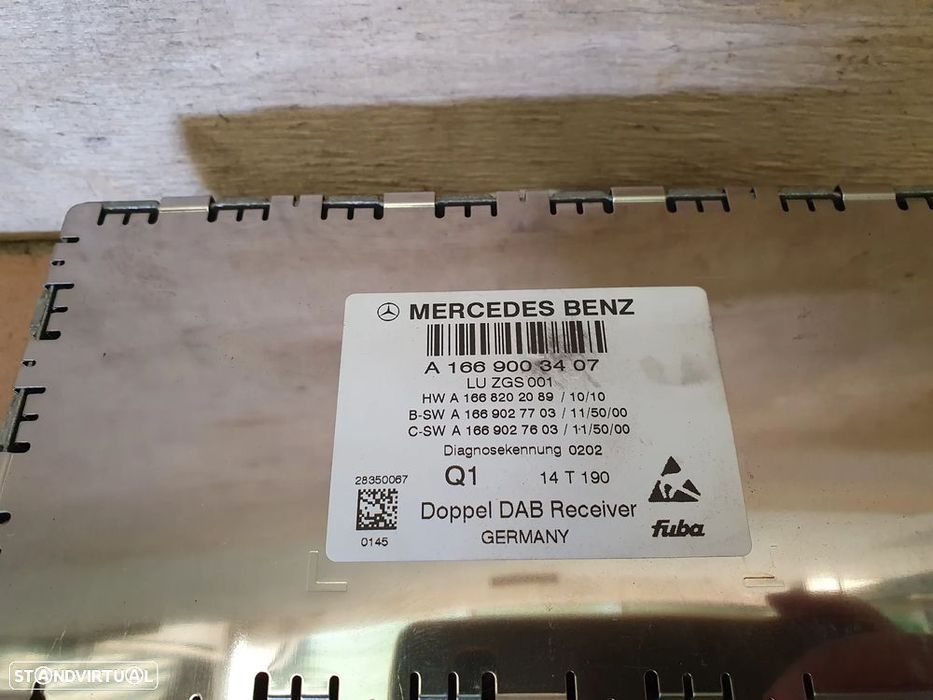 MERCEDES BENZ
A 166 900 34 07
LU ZGS 001
HW A 166 820 20 89 / 10/10
B-SW A 166 902 77 03 / 11/50/00
C-SW A 166 902 76 03 / 11/50/00
Diagnosekennung 0202
28350067
Q1 14 T 190
Doppel DAB Receiver
0145
GERMANY
fuba
STANDVIRTUAL